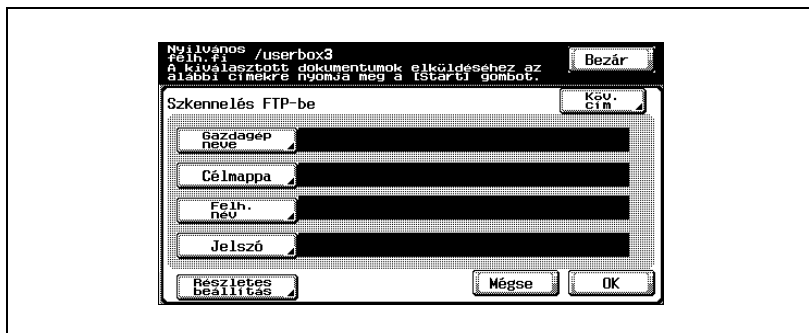 Nyilvános
felh.fi /userbox3
A kiválasztott dokumentumok elküldéséhez az
alábbi címekre nyomja meg a [Start] gombot.
Bezár
Szkennelés FTP-be
Köv.
cím
Gazdagép
neve
Célmappa
Felh.
név
Jelszó
Részletes
beállítás
Mégse
OK